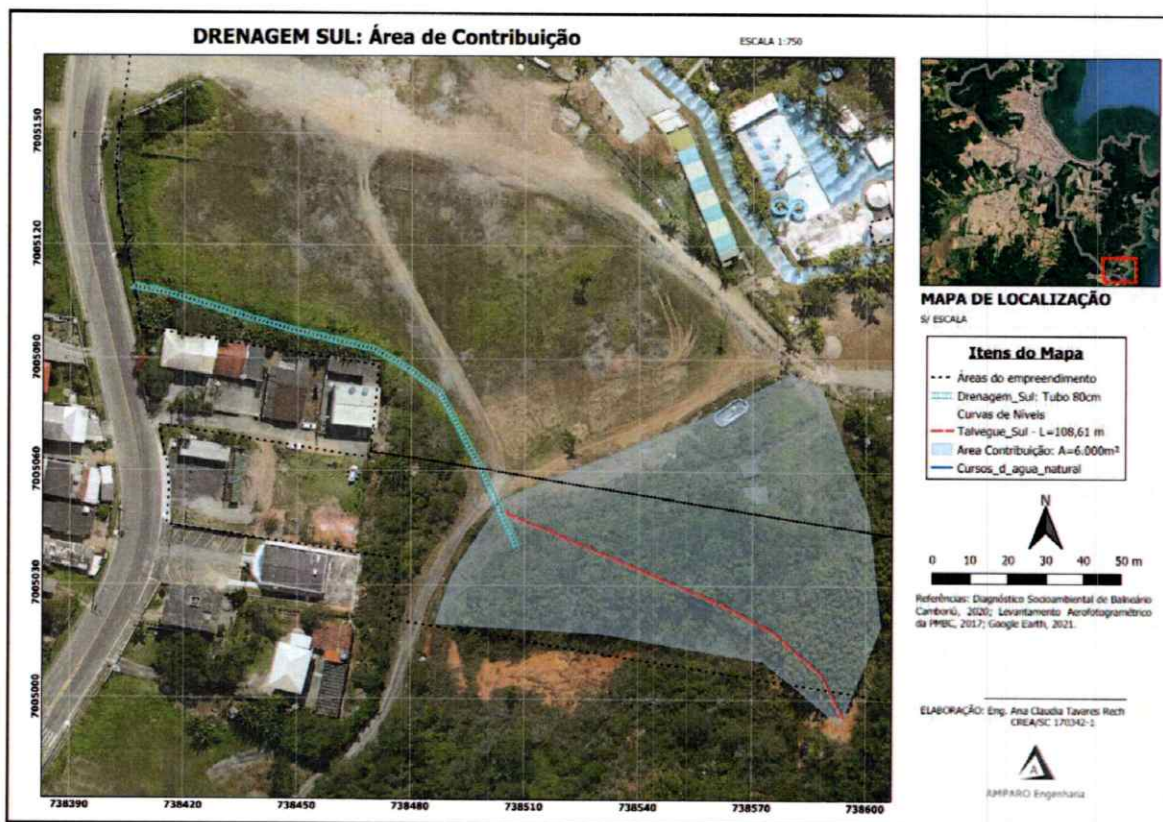 DRENAGEM SUL: Área de Contribuição
ESCALA 1:750
7005150
7005120
7005090
7005060
7005030
7005000
738390
738420
738450
738480
738510
738540
738570
738600
MAPA DE LOCALIZAÇÃO
S/ ESCALA
Itens do Mapa
Áreas do empreendimento
Drenagem_Sul: Tubo 80cm
Curvas de Níveis
Talvegue_Sul - L=108,61 m
Área Contribuição: A=6.000m²
Cursos_d_agua_natural
N
0 10 20 30 40 50 m
Referências: Diagnóstico Socioambiental de Balneário
Camboriú, 2020; Levantamento Aerofotogramétrico
da PMBC, 2017; Google Earth, 2021.
ELABORAÇÃO: Eng. Ana Claudia Tavares Rech
CREA/SC 170342-1
A
AMPARO Engenharia